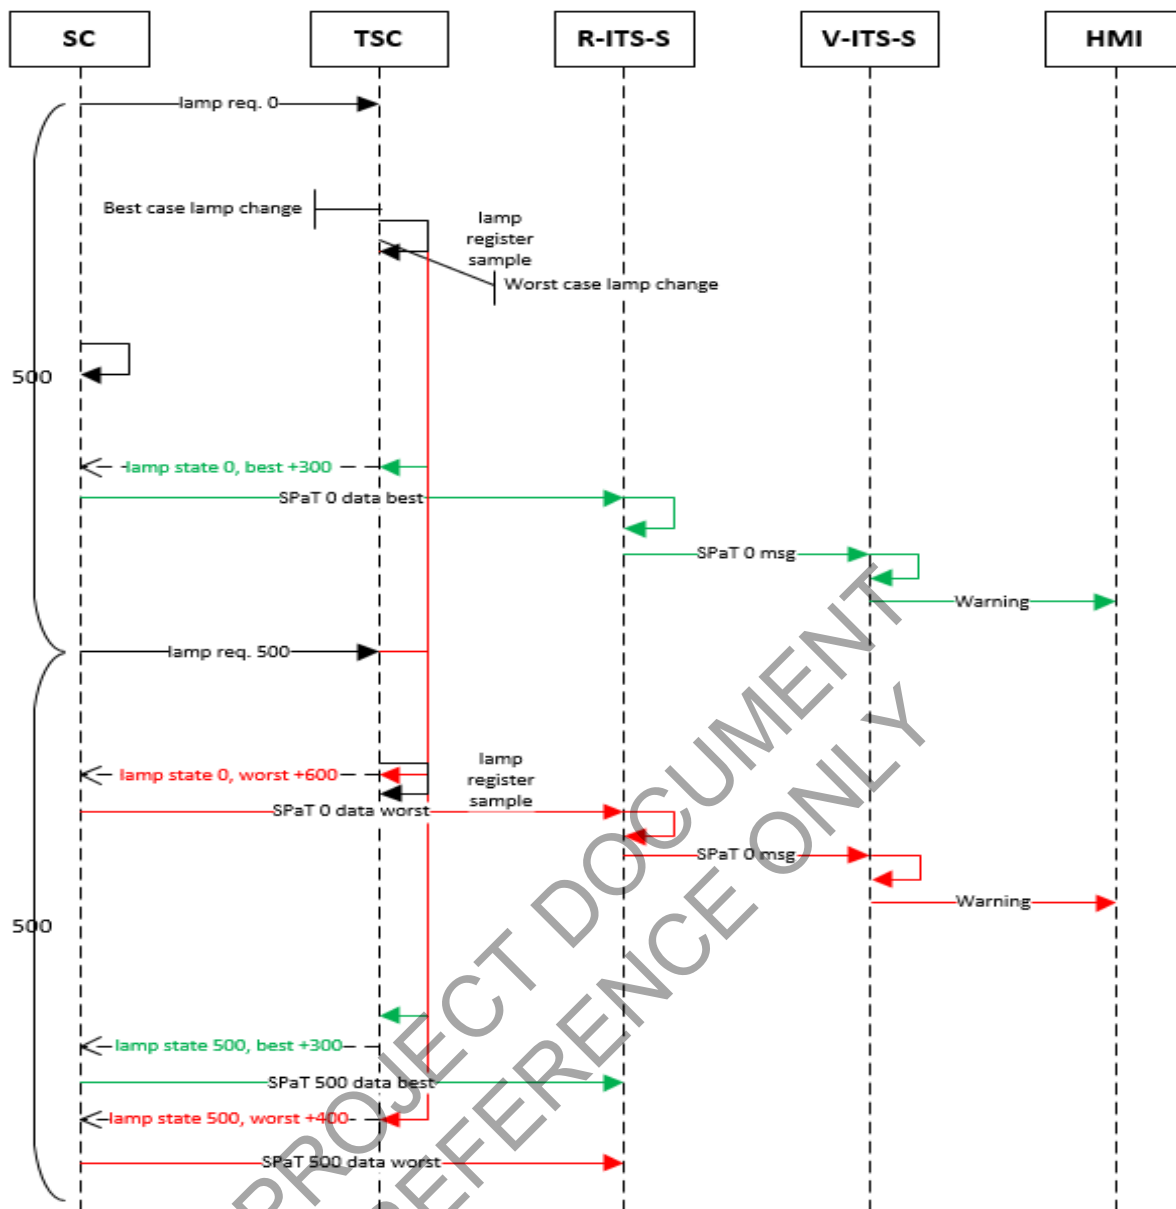 SC TSC R-ITS-S V-ITS-S HMI
lamp req. 0
Best case lamp change
lamp
register
sample
Worst case lamp change
500
lamp state 0, best +300
SPaT 0 data best
SPaT 0 msg
Warning
lamp req. 500
lamp
register
sample
lamp state 0, worst +600
SPaT 0 data worst
SPaT 0 msg
Warning
500
lamp state 500, best +300
SPaT 500 data best
lamp state 500, worst +400
SPaT 500 data worst
PROJECT DOCUMENT
REFERENCE ONLY